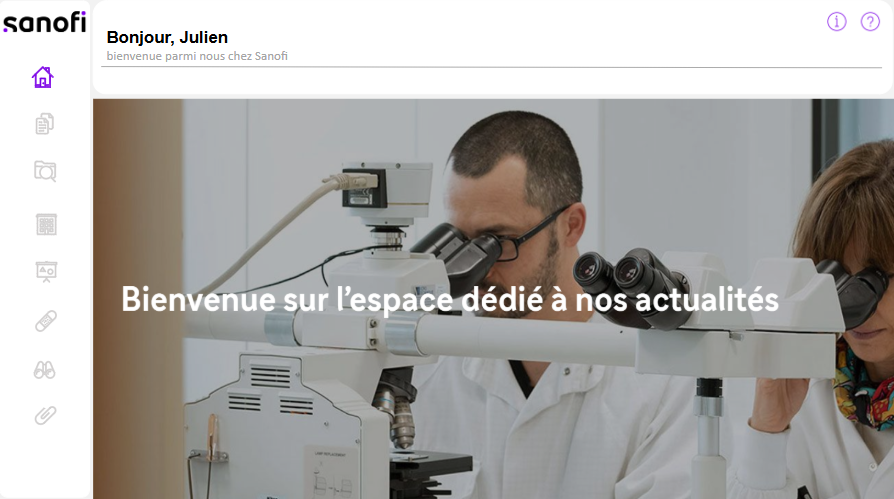 sanofi
Bonjour, Julien
bienvenue parmi nous chez Sanofi
Bienvenue sur l’espace dédié à nos actualités